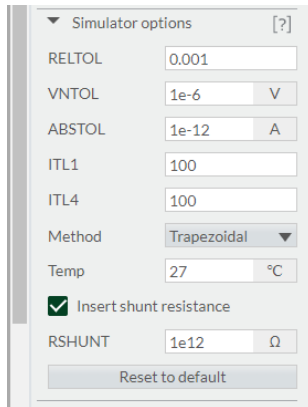 Simulator options [?]
RELTOL 0.001
VNTOL 1e-6 V
ABSTOL 1e-12 A
ITL1 100
ITL4 100
Method Trapezoidal
Temp 27 °C
Insert shunt resistance
RSHUNT 1e12 Ω
Reset to default